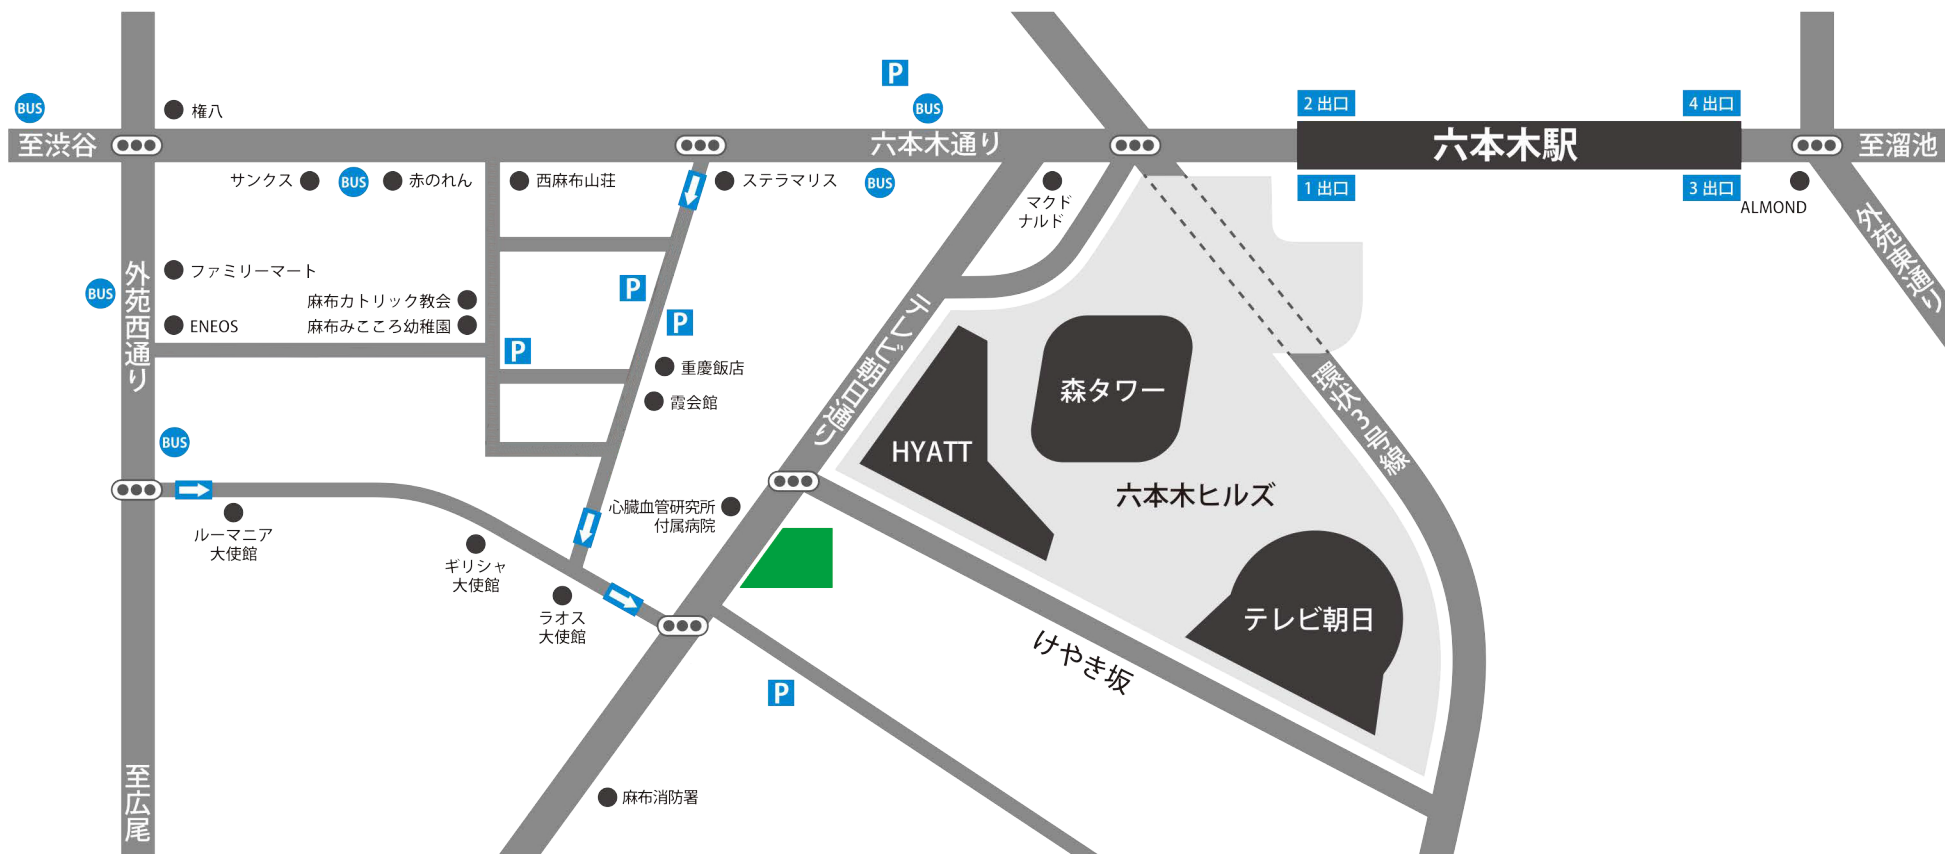 P
BUS
BUS
権八
2 出口
4 出口
至渋谷
六本木通り
六本木駅
至溜池
サンクス
BUS
赤のれん
西麻布山荘
ステラマリス
BUS
マクド
ナルド
1 出口
3 出口
ALMOND
外苑東通り
ファミリーマート
BUS
外苑西通り
麻布カトリック教会
ENEOS
麻布みこころ幼稚園
P
P
P
テレビ朝日通り
重慶飯店
霞会館
森タワー
環状3号線
HYATT
BUS
六本木ヒルズ
心臓血管研究所
付属病院
ルーマニア
大使館
ギリシャ
大使館
ラオス
大使館
テレビ朝日
けやき坂
P
麻布消防署
至広尾